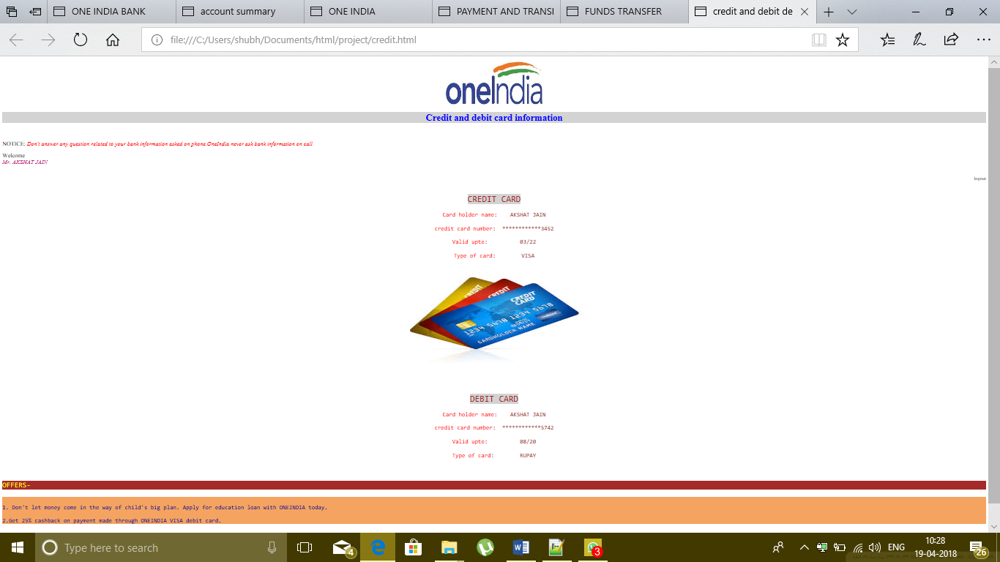 ONE INDIA BANK
account summary
ONE INDIA
PAYMENT AND TRANSI
FUNDS TRANSFER
credit and debit de
file:///C:/Users/shubh/Documents/html/project/credit.html
oneIndia
Credit and debit card information
NOTICE: Don't answer any question related to your bank information asked on phone.OneIndia never ask bank information on call
Welcome
Mr. AKSHAT JAIN
logout
CREDIT CARD
Card holder name: AKSHAT JAIN
credit card number: ************3452
Valid upto: 03/22
Type of card: VISA
CREDIT
CREDIT
CREDIT CARD
1234 5678 1234 5678
CARDHOLDER NAME
DEBIT CARD
Card holder name: AKSHAT JAIN
credit card number: ************5742
Valid upto: 08/20
Type of card: RUPAY
OFFERS-
1. Don't let money come in the way of child's big plan. Apply for education loan with ONEINDIA today.
2.Get 25% cashback on payment made through ONEINDIA VISA debit card.
Type here to search
4
3
ENG
10:28
19-04-2018
26